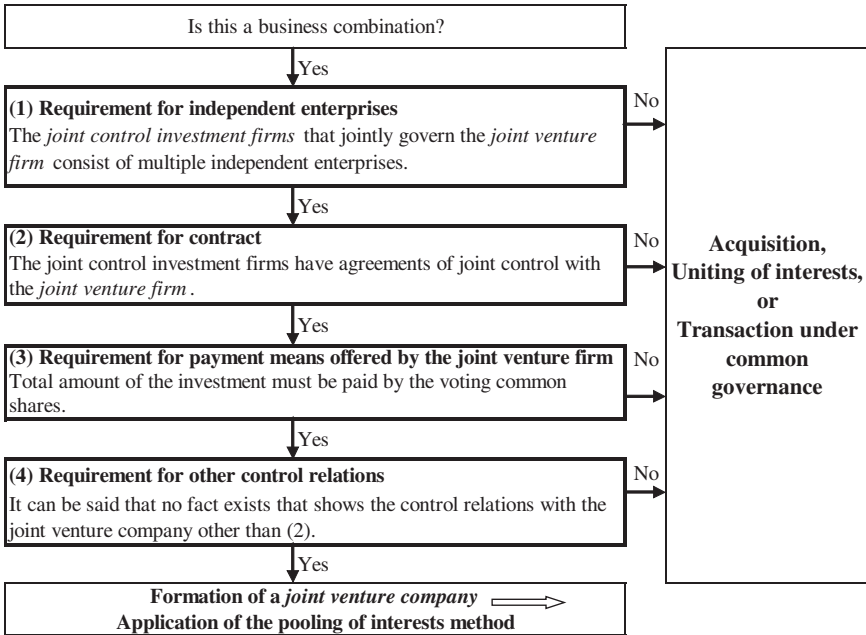 Is this a business combination?
Yes
(1) Requirement for independent enterprises
The joint control investment firms that jointly govern the joint venture
firm consist of multiple independent enterprises.
No
Yes
(2) Requirement for contract
The joint control investment firms have agreements of joint control with
the joint venture firm.
No
Yes
(3) Requirement for payment means offered by the joint venture firm
Total amount of the investment must be paid by the voting common
shares.
No
Yes
(4) Requirement for other control relations
It can be said that no fact exists that shows the control relations with the
joint venture company other than (2).
No
Yes
Formation of a joint venture company
Application of the pooling of interests method
Acquisition,
Uniting of interests,
or
Transaction under
common
governance